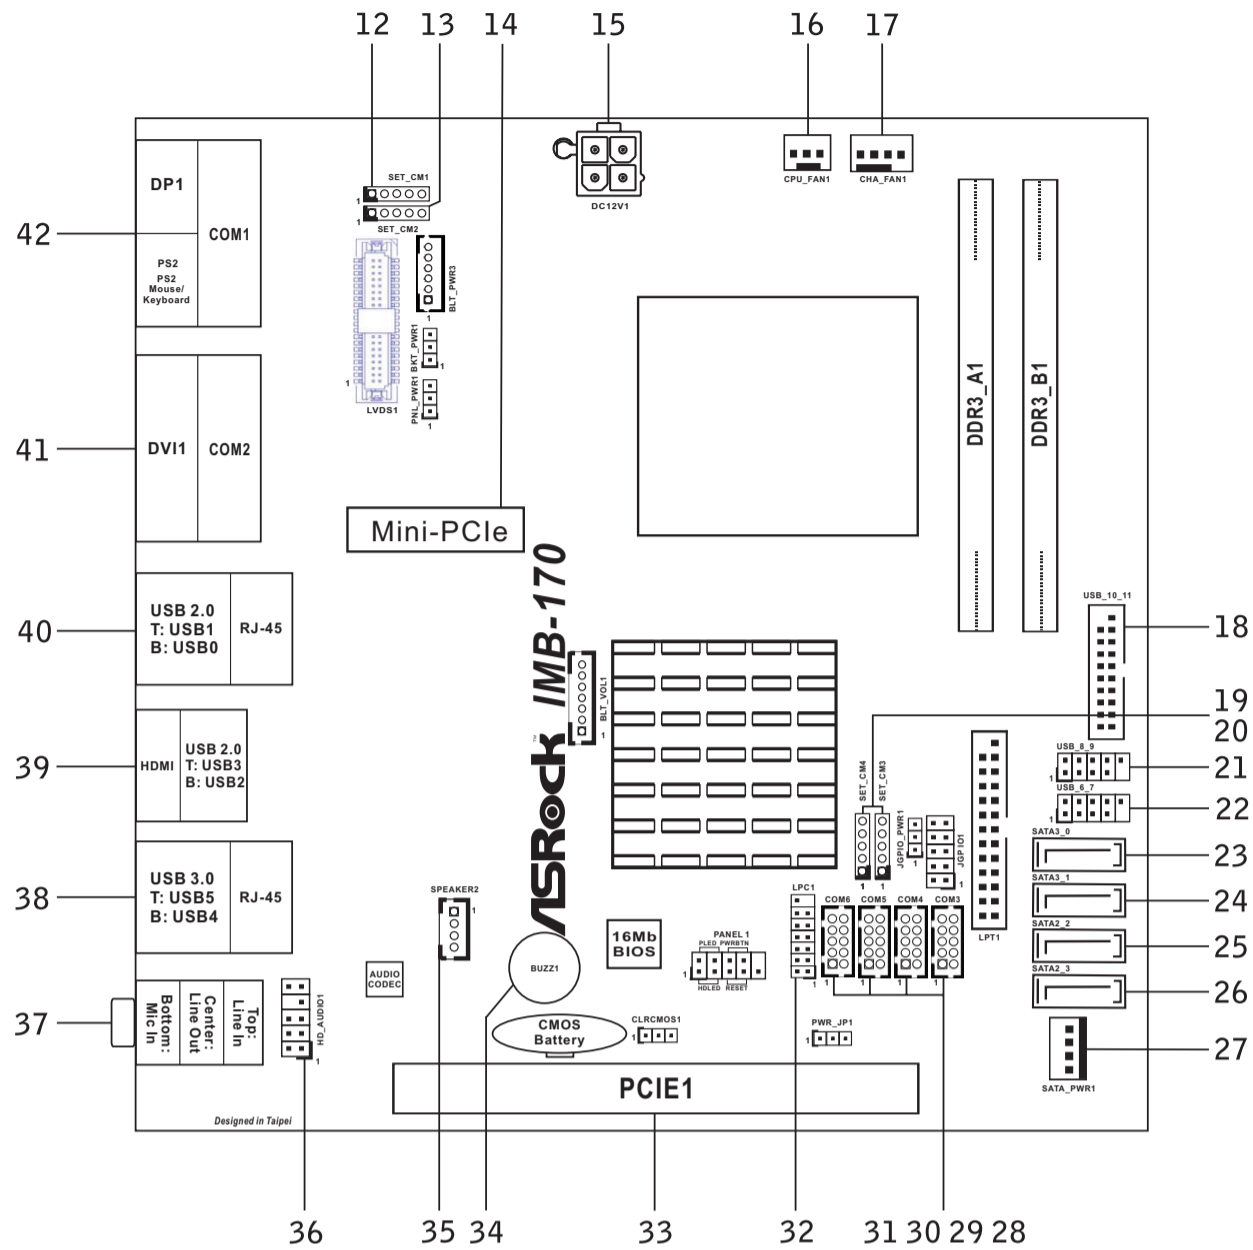 12 13 14 15 16 17
SET_CM1
1
1
SET_CM2
DC12V1
CPU_FAN1
CHA_FAN1
DP1
COM1
PS2
PS2
Mouse/
Keyboard
42
BLT_PWR3
1
BKT_PWR1
1
PNL_PWR1
1
1
LVDS1
DDR3_A1
DDR3_B1
41
DVI1
COM2
Mini-PCIe
USB_10_11
18
40
USB 2.0
T: USB1
B: USB0
RJ-45
ASRock™ IMB-170
BLT_VOL1
1
19
20
39
HDMI
USB 2.0
T: USB3
B: USB2
SET_CM4
SET_CM3
1
1
JGPIO_PWR1
1
JGPIO1
1
USB_8_9
1
21
USB_6_7
1
22
SATA3_0
23
SATA3_1
24
SATA2_2
25
SATA2_3
26
38
USB 3.0
T: USB5
B: USB4
RJ-45
SPEAKER2
1
LPC1
1
COM6
COM5
COM4
COM3
1
1
1
1
LPT1
16Mb
BIOS
PANEL 1
PLED PWRBTN
1
HDLED RESET
BUZZ1
AUDIO
CODEC
37
Bottom:
Mic In
Center:
Line Out
Top:
Line In
HD_AUDIO1
1
CMOS
Battery
CLRCMOS1
1
PWR_JP1
1
SATA_PWR1
27
PCIE1
Designed in Taipei
36 35 34 33 32 31 30 29 28